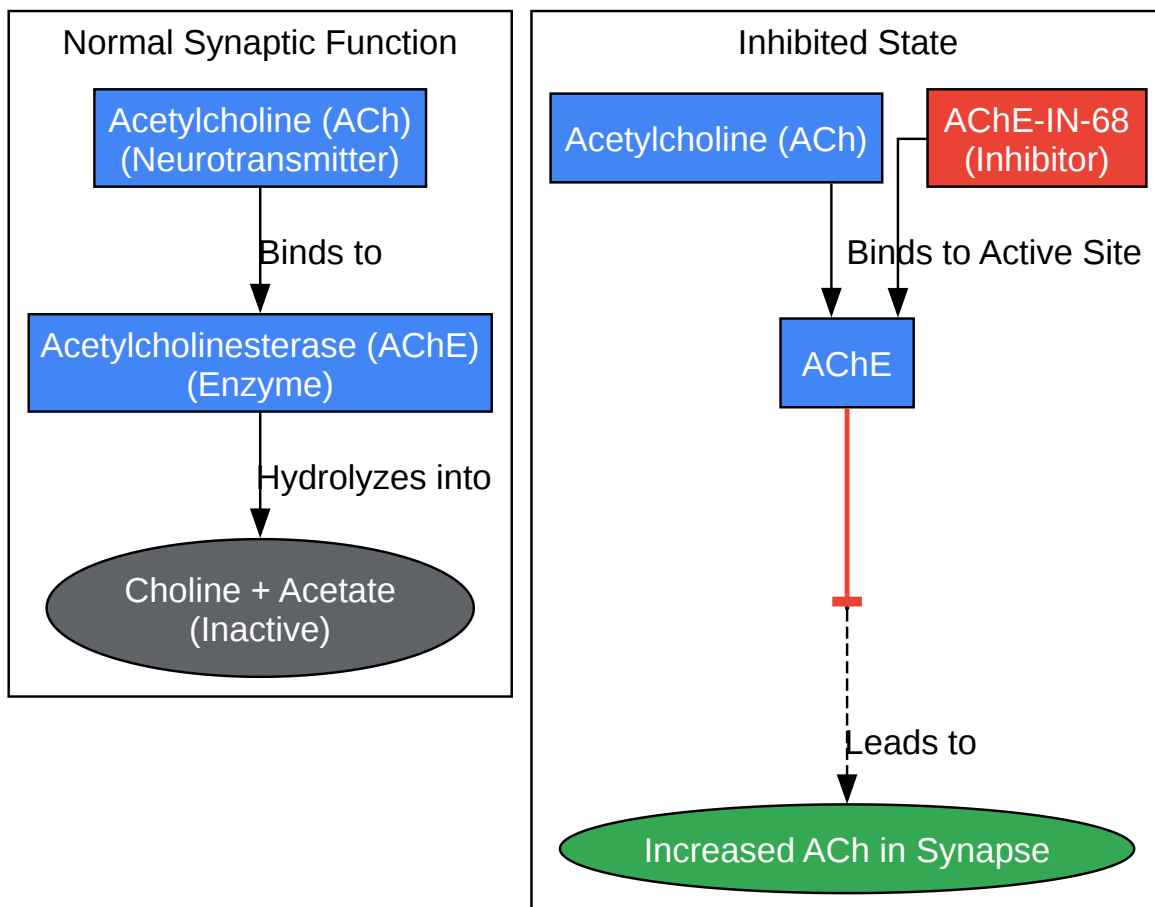 Normal Synaptic Function
Acetylcholine (ACh)
(Neurotransmitter)
Binds to
Acetylcholinesterase (AChE)
(Enzyme)
Hydrolyzes into
Choline + Acetate
(Inactive)
Inhibited State
Acetylcholine (ACh)
AChE-IN-68
(Inhibitor)
Binds to Active Site
AChE
Leads to
Increased ACh in Synapse